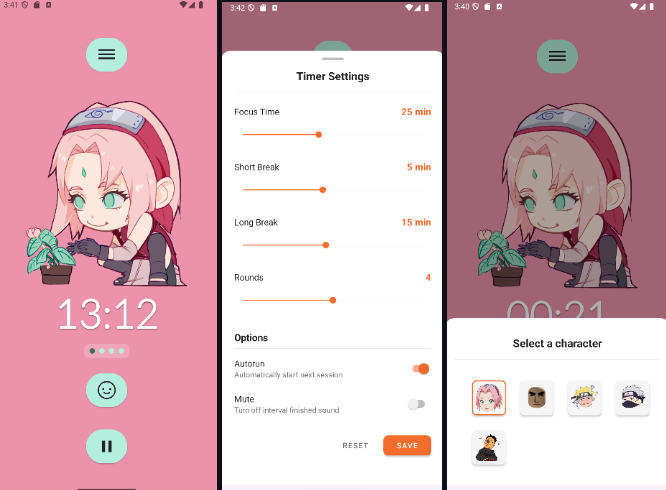 3:41
13:12
3:42
Timer Settings
Focus Time 25 min
Short Break 5 min
Long Break 15 min
Rounds 4
Options
Autorun
Automatically start next session
Mute
Turn off interval finished sound
RESET SAVE
3:40
00:21
Select a character